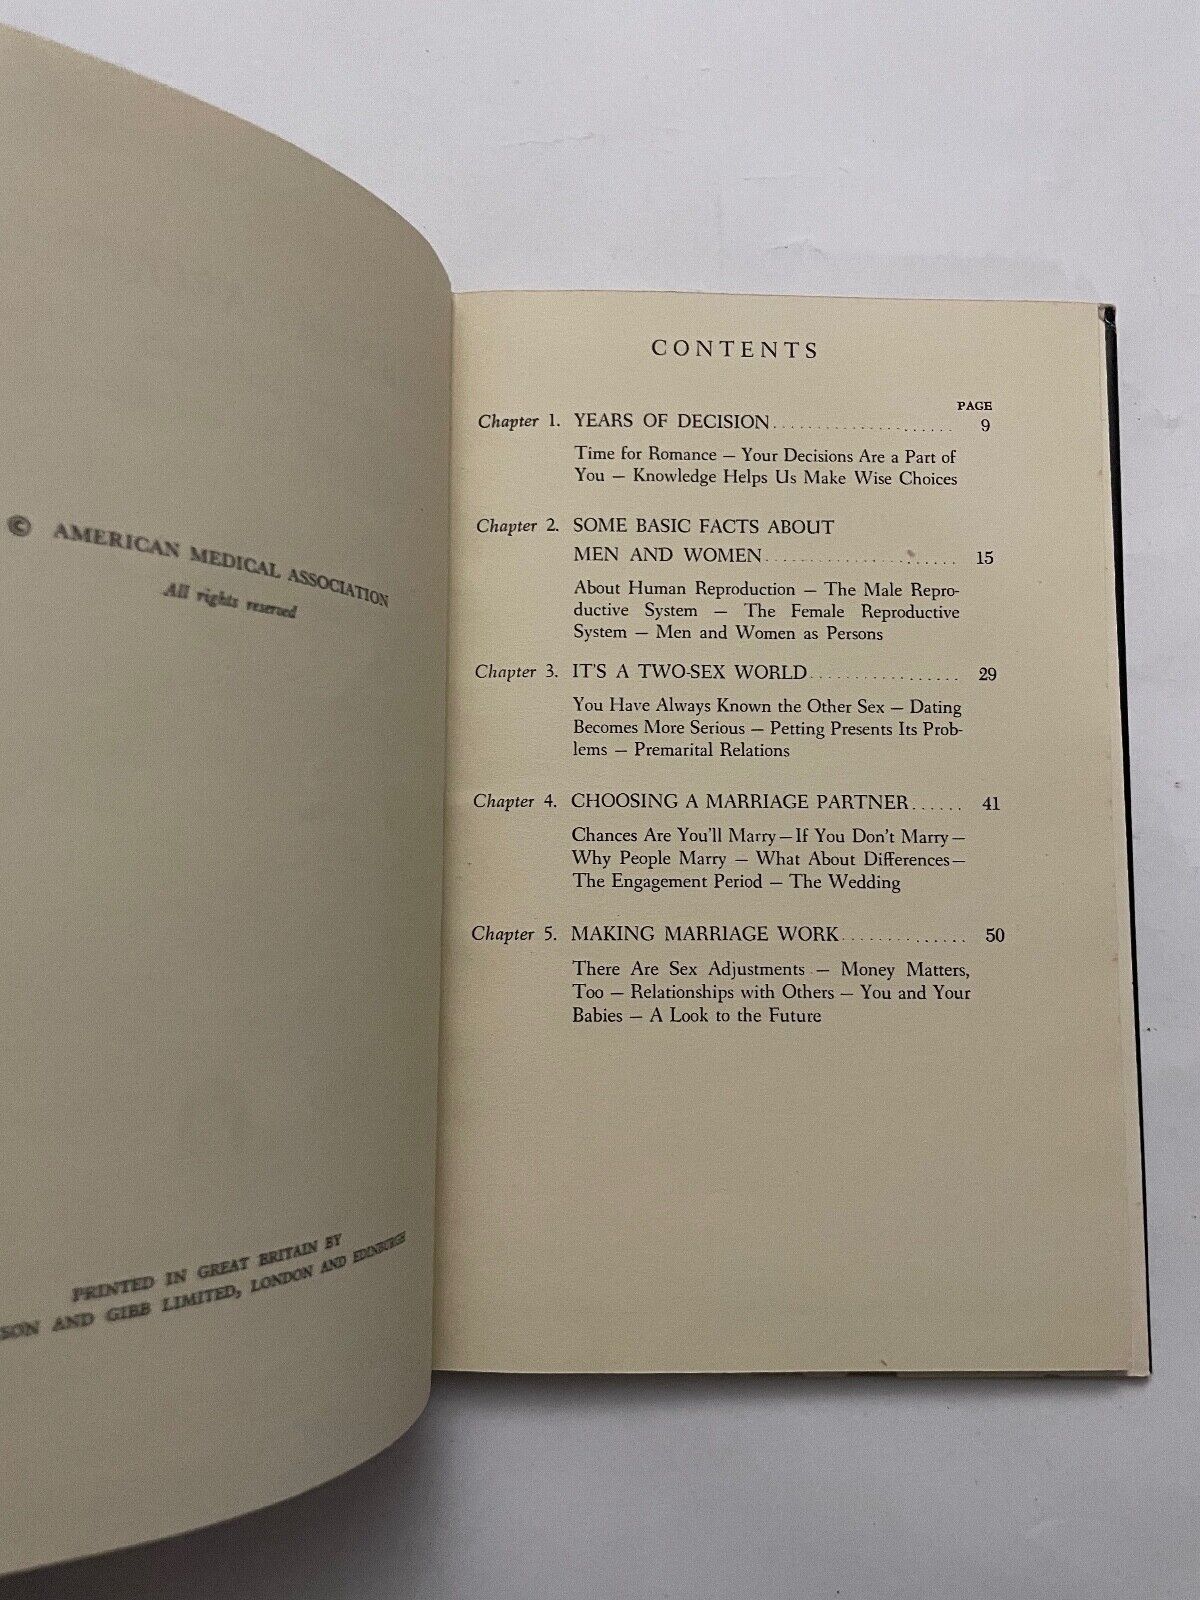 © AMERICAN MEDICAL ASSOCIATION
All rights reserved
PRINTED IN GREAT BRITAIN BY
AND GIBB LIMITED, LONDON AND EDINBURGH
CONTENTS
PAGE
Chapter 1. YEARS OF DECISION..................... 9
Time for Romance — Your Decisions Are a Part of
You — Knowledge Helps Us Make Wise Choices
Chapter 2. SOME BASIC FACTS ABOUT
MEN AND WOMEN...................... 15
About Human Reproduction — The Male Repro-
ductive System — The Female Reproductive
System — Men and Women as Persons
Chapter 3. IT'S A TWO-SEX WORLD................. 29
You Have Always Known the Other Sex — Dating
Becomes More Serious — Petting Presents Its Prob-
lems — Premarital Relations
Chapter 4. CHOOSING A MARRIAGE PARTNER...... 41
Chances Are You'll Marry—If You Don't Marry—
Why People Marry — What About Differences—
The Engagement Period — The Wedding
Chapter 5. MAKING MARRIAGE WORK.............. 50
There Are Sex Adjustments — Money Matters,
Too — Relationships with Others — You and Your
Babies — A Look to the Future